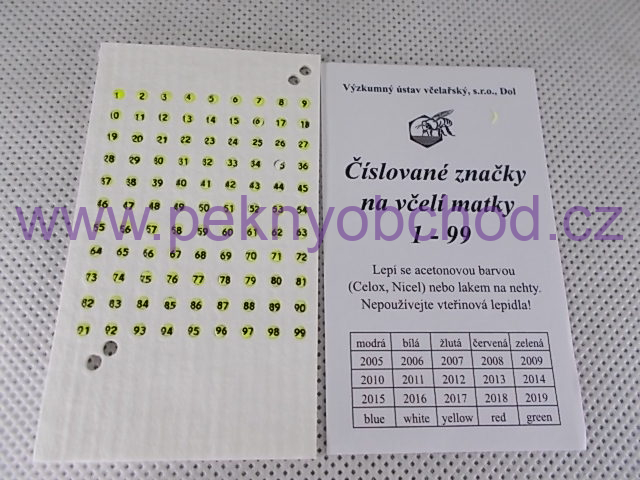 1 2 3 4 5 6 7 8 9
10 11 12 13 14 15 16 17 18
19 20 21 22 23 24 25 26 27
28 29 30 31 32 33 34 35 36
37 38 39 40 41 42 43 44 45
46 47 48 49 50 51 52 53 54
55 56 57 58 59 60 61 62 63
64 65 66 67 68 69 70 71 72
73 74 75 76 77 78 79 80 81
82 83 84 85 86 87 88 89 90
91 92 93 94 95 96 97 98 99
Výzkumný ústav včelařský, s.r.o., Dol
Číslované značky
na včelí matky
1 - 99
Lepí se acetonovou barvou
(Celox, Nicel) nebo lakem na nehty.
Nepoužívejte vteřinová lepidla!
modrá bílá žlutá červená zelená
2005 2006 2007 2008 2009
2010 2011 2012 2013 2014
2015 2016 2017 2018 2019
blue white yellow red green
www.peknyobchod.cz